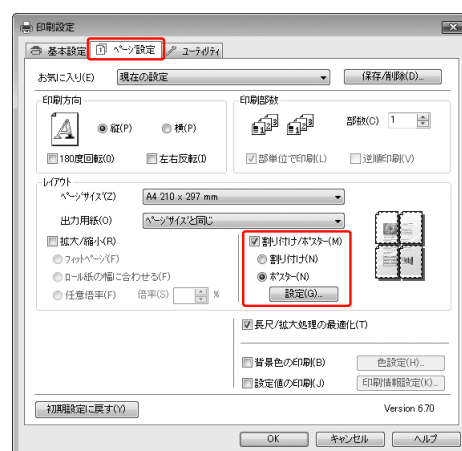 印刷設定
基本設定 ページ設定 ユーティリティ
お気に入り(E) 現在の設定 保存/削除(D)...
印刷方向 印刷部数
縦(P) 横(P) 部数(C) 1
180度回転(O) 左右反転(I) 部単位で印刷(L) 逆順印刷(V)
レイアウト
ページサイズ(Z) A4 210 x 297 mm
出力用紙(O) ページサイズと同じ
拡大/縮小(R) 割り付け/ポスター(M)
フィットページ(F) 割り付け(N)
ロール紙の幅に合わせる(F) ポスター(N)
任意倍率(F) 倍率(S) % 設定(G)...
長尺/拡大処理の最適化(T)
背景色の印刷(B) 色設定(H)...
設定値の印刷(J) 印刷情報設定(K)...
初期設定に戻す(Y) Version 6.70
OK キャンセル ヘルプ